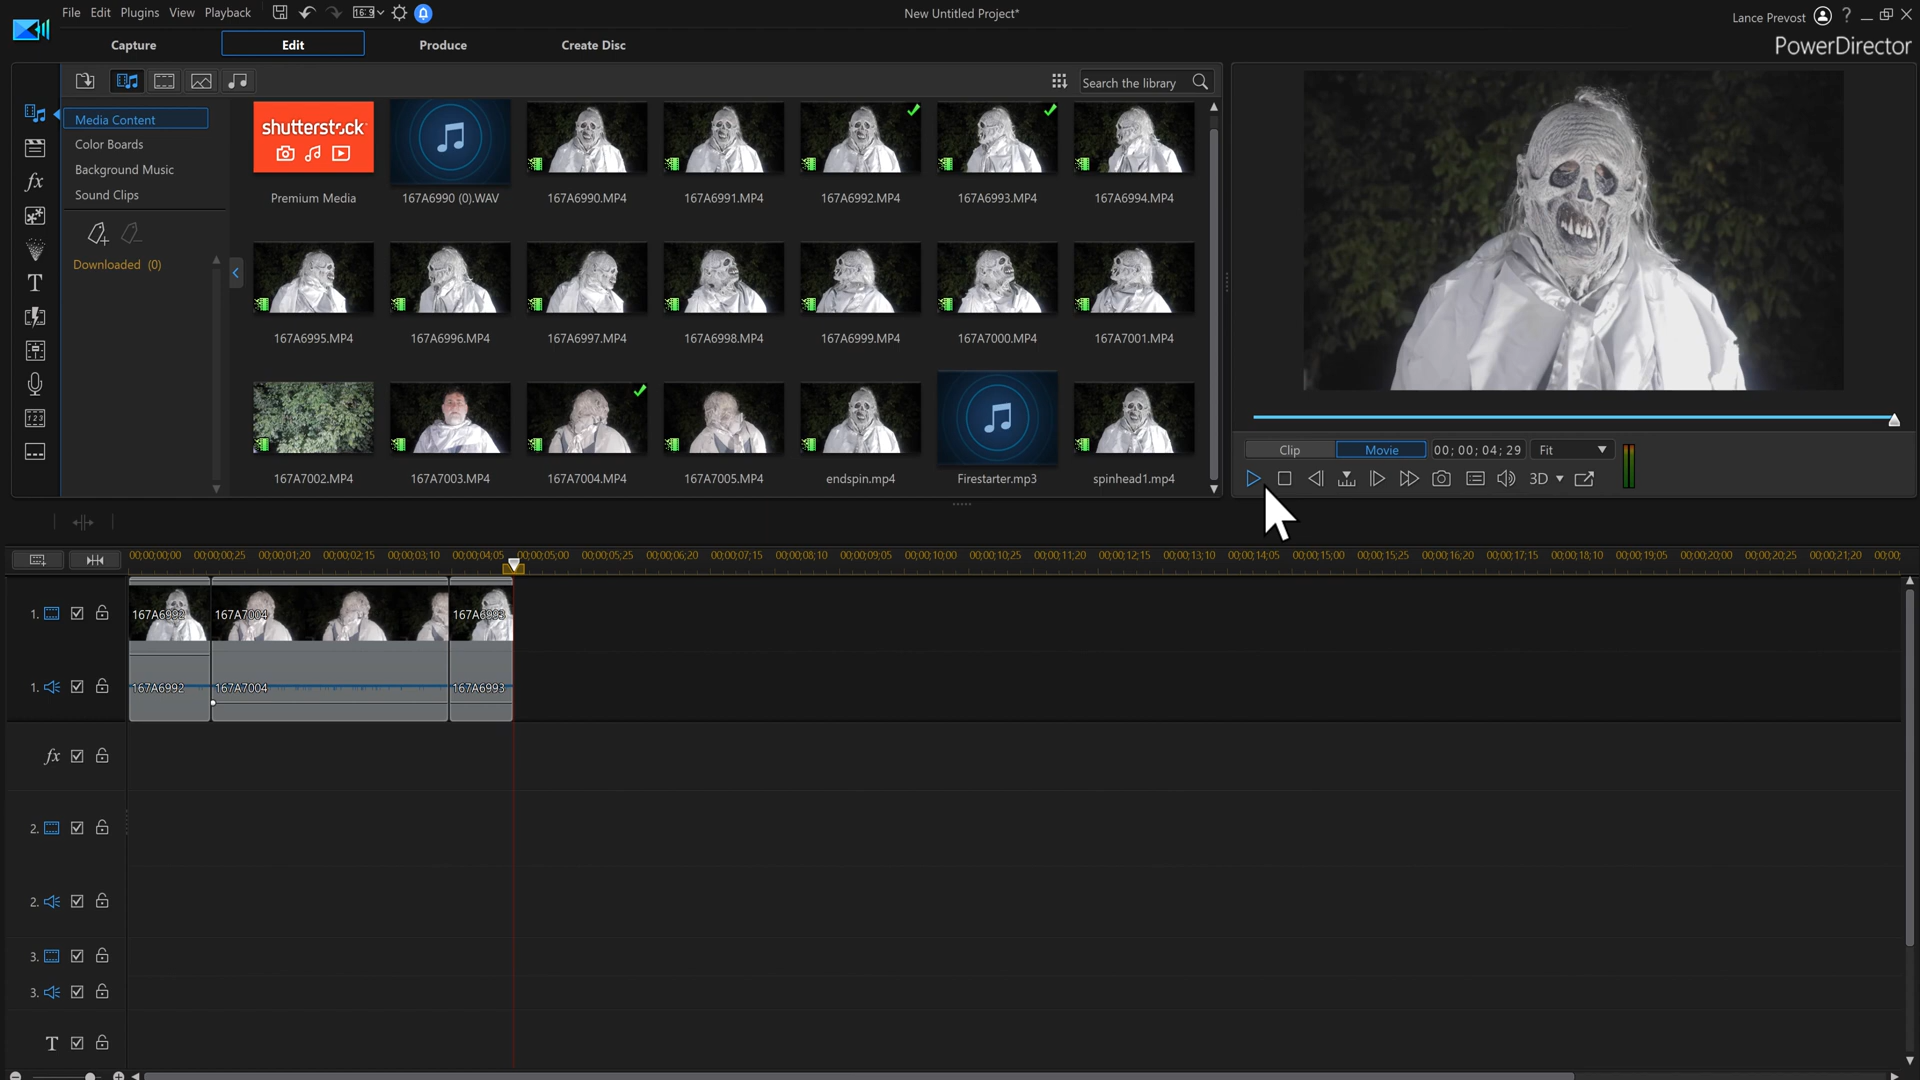 File Edit Plugins View Playback
16:9
New Untitled Project*
Lance Prevost
?
PowerDirector
Capture
Edit
Produce
Create Disc
Search the library
Media Content
Color Boards
Background Music
Sound Clips
Downloaded (0)
shutterstock
Premium Media
167A6990 (0).WAV
167A6990.MP4
167A6991.MP4
167A6992.MP4
167A6993.MP4
167A6994.MP4
167A6995.MP4
167A6996.MP4
167A6997.MP4
167A6998.MP4
167A6999.MP4
167A7000.MP4
167A7001.MP4
167A7002.MP4
167A7003.MP4
167A7004.MP4
167A7005.MP4
endspin.mp4
Firestarter.mp3
spinhead1.mp4
Clip
Movie
00; 00; 04; 29
Fit
3D
00;00;00;00 00;00;00;25 00;00;01;20 00;00;02;15 00;00;03;10 00;00;04;05 00;00;05;00 00;00;05;25 00;00;06;20 00;00;07;15 00;00;08;10 00;00;09;05 00;00;10;00 00;00;10;25 00;00;11;20 00;00;12;15 00;00;13;10 00;00;14;05 00;00;15;00 00;00;15;25 00;00;16;20 00;00;17;15 00;00;18;10 00;00;19;05 00;00;20;00 00;00;20;25 00;00;21;20 00;00;
1.
167A6992
167A7004
167A6993
1.
167A6992
167A7004
167A6993
fx
2.
2.
3.
3.
T